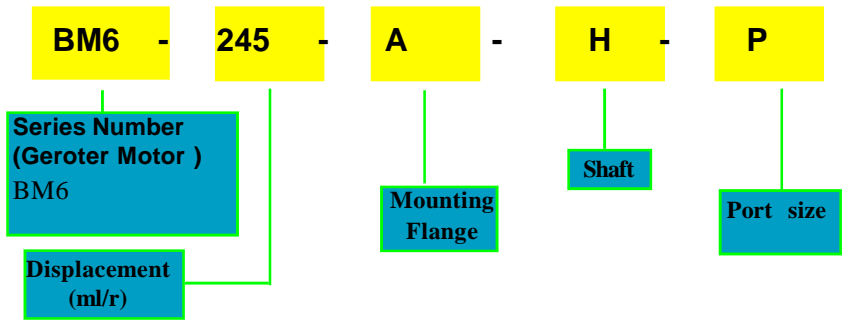 BM6 - 245 - A - H - P
Series Number
(Geroter Motor )
BM6
Shaft
Mounting
Flange
Port size
Displacement
(ml/r)